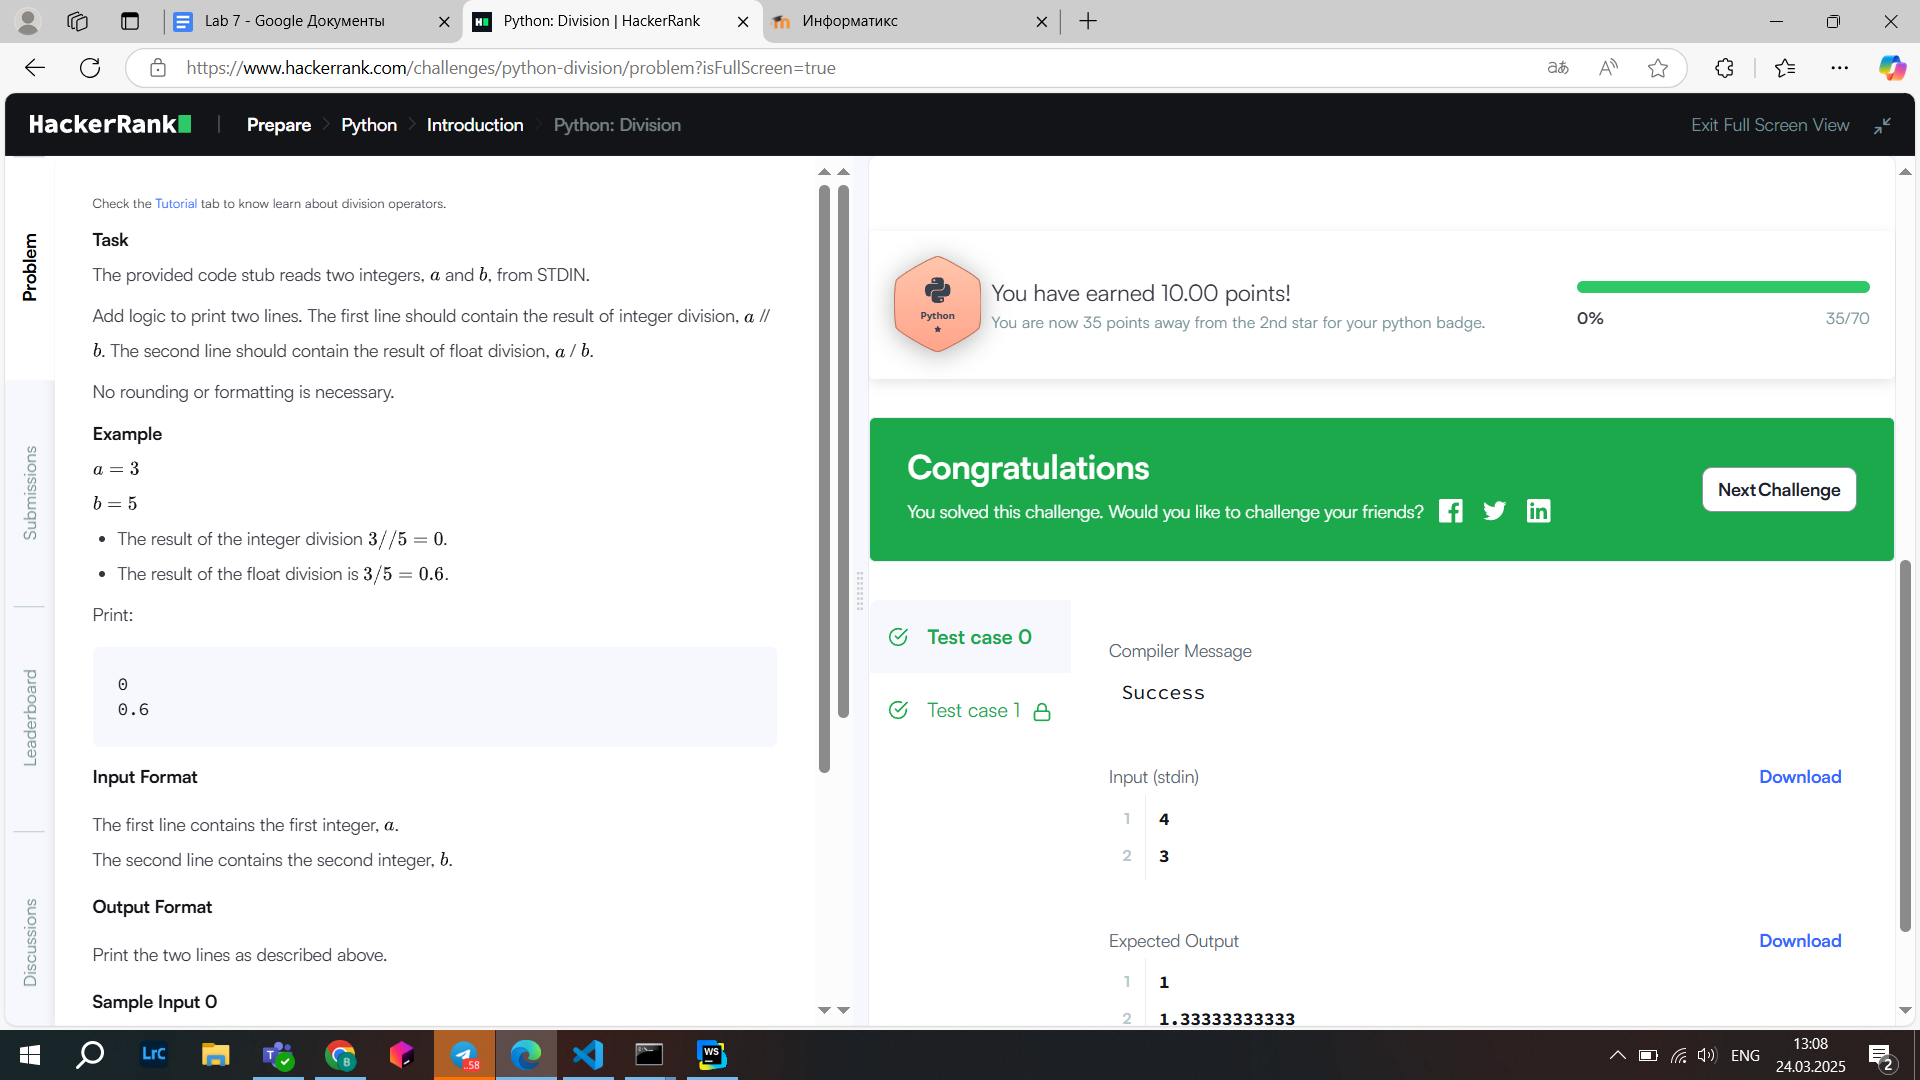 Lab 7 - Google Документы
Python: Division | HackerRank
Информатикс
https://www.hackerrank.com/challenges/python-division/problem?isFullScreen=true
HackerRank
Prepare
Python
Introduction
Python: Division
Exit Full Screen View
Problem
Submissions
Leaderboard
Discussions
Check the Tutorial tab to know learn about division operators.
Task
The provided code stub reads two integers, a and b, from STDIN.
Add logic to print two lines. The first line should contain the result of integer division, a //
b. The second line should contain the result of float division, a / b.
No rounding or formatting is necessary.
Example
a = 3
b = 5
• The result of the integer division 3//5 = 0.
• The result of the float division is 3/5 = 0.6.
Print:
0
0.6
Input Format
The first line contains the first integer, a.
The second line contains the second integer, b.
Output Format
Print the two lines as described above.
Sample Input 0
Python
You have earned 10.00 points!
You are now 35 points away from the 2nd star for your python badge.
0%
35/70
Congratulations
You solved this challenge. Would you like to challenge your friends?
Next Challenge
Test case 0
Test case 1
Compiler Message
Success
Input (stdin)
Download
1 4
2 3
Expected Output
Download
1 1
2 1.33333333333
LrC
..58
WS
ENG
13:08
24.03.2025
2